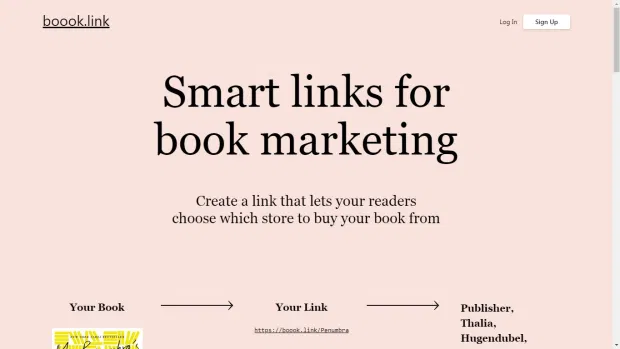 boook.link
Log In
Sign Up
Smart links for
book marketing
Create a link that lets your readers
choose which store to buy your book from
Your Book
Your Link
Publisher,
Thalia,
Hugendubel,
https://boook.link/Penumbra